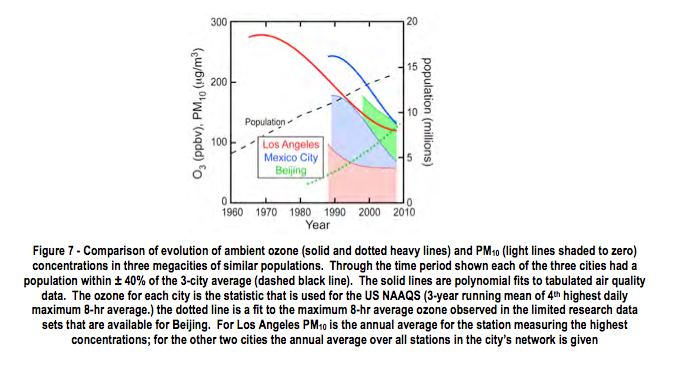 300
200
100
0
O3 (ppbv), PM10 (µg/m3)
20
15
10
5
0
population (millions)
Population
Los Angeles
Mexico City
Beijing
1960 1970 1980 1990 2000 2010
Year
Figure 7 - Comparison of evolution of ambient ozone (solid and dotted heavy lines) and PM10 (light lines shaded to zero)
concentrations in three megacities of similar populations. Through the time period shown each of the three cities had a
population within ± 40% of the 3-city average (dashed black line). The solid lines are polynomial fits to tabulated air quality
data. The ozone for each city is the statistic that is used for the US NAAQS (3-year running mean of 4th highest daily
maximum 8-hr average.) the dotted line is a fit to the maximum 8-hr average ozone observed in the limited research data
sets that are available for Beijing. For Los Angeles PM10 is the annual average for the station measuring the highest
concentrations; for the other two cities the annual average over all stations in the city's network is given